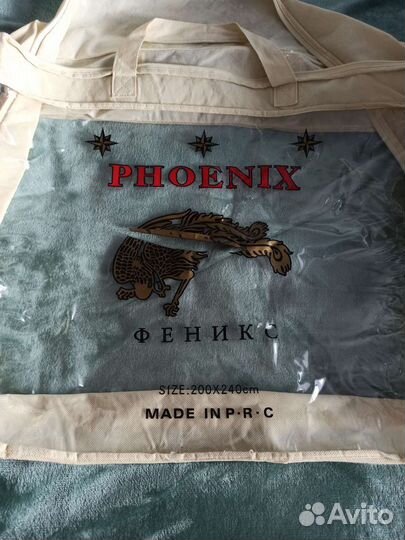 PHOENIX
ФЕНИКС
SIZE:200X240cm
MADE IN P·R·C
Avito